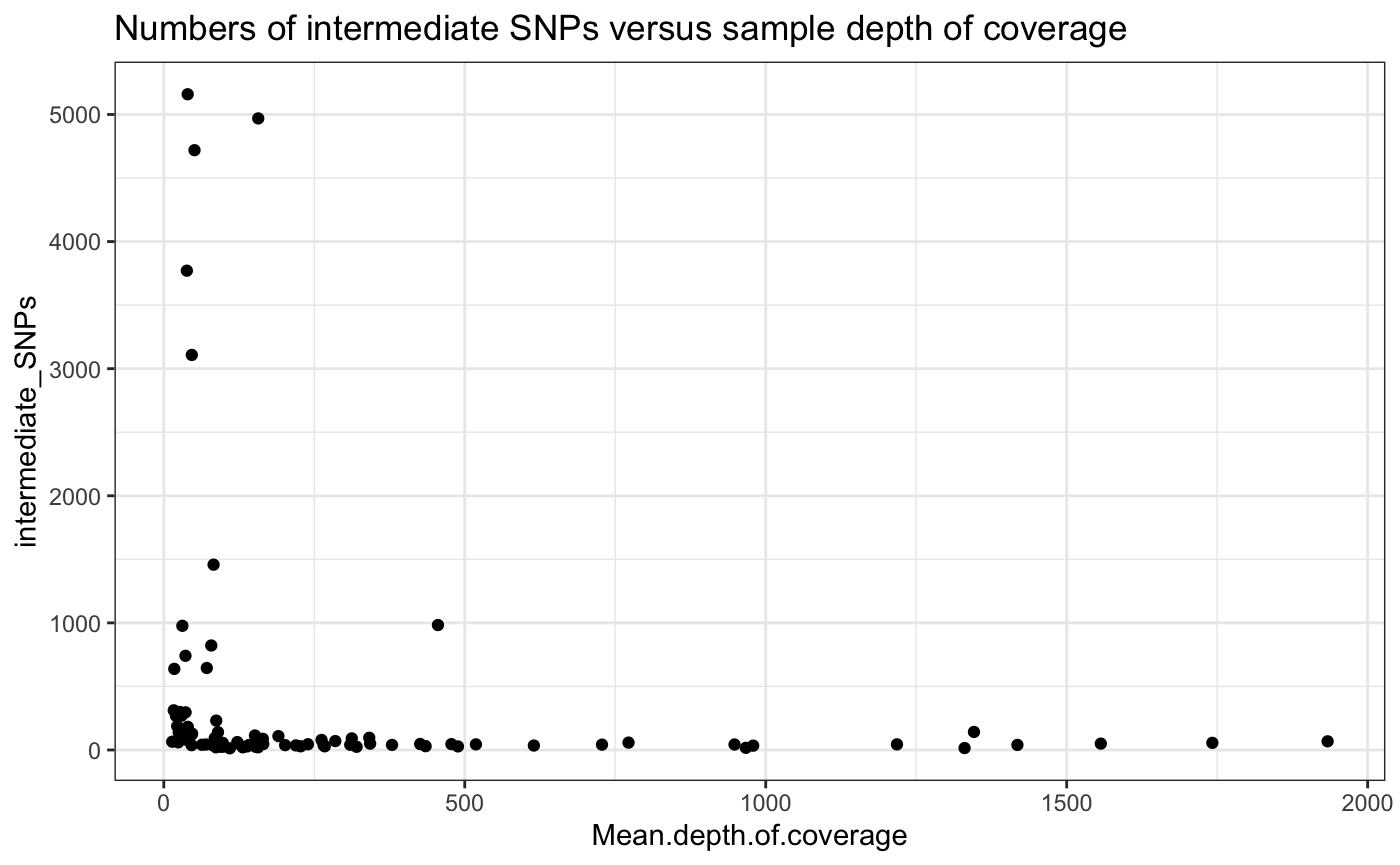 Numbers of intermediate SNPs versus sample depth of coverage
intermediate_SNPs
5000
4000
3000
2000
1000
0
0 500 1000 1500 2000
Mean.depth.of.coverage